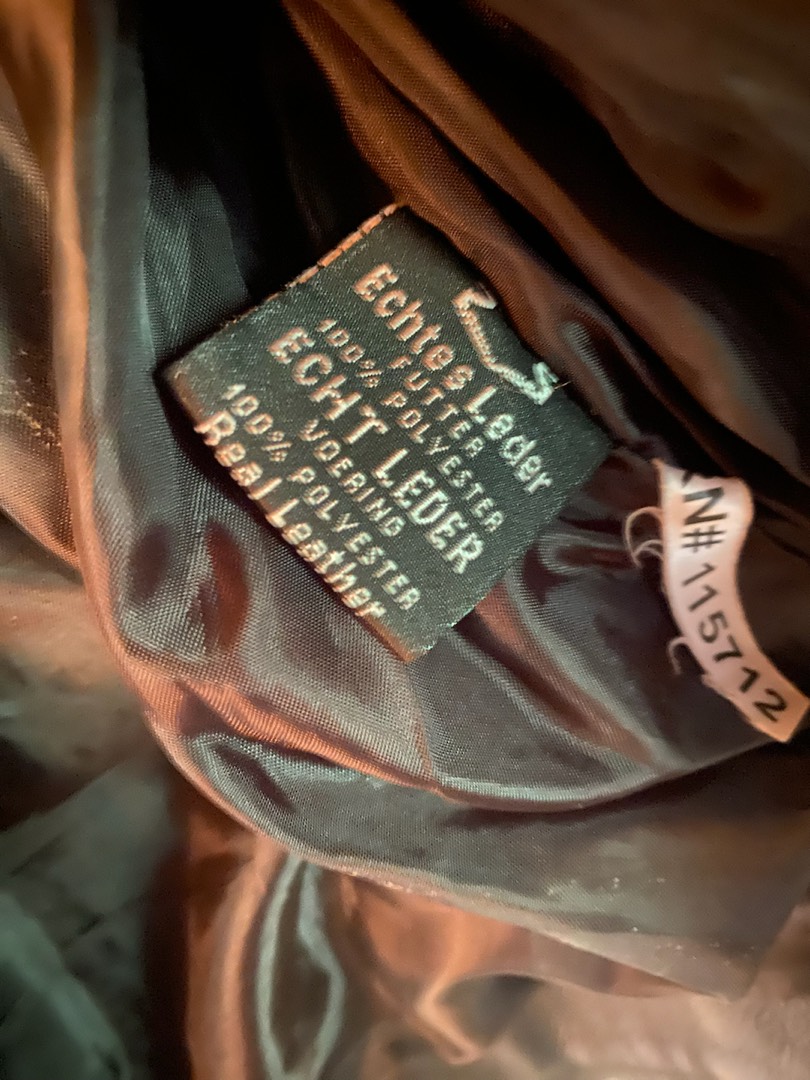 Echtes Leder
FUTTER
100% POLYESTER
ECHT LEDER
VOERING
100% POLYESTER
Real Leather
N# 115712